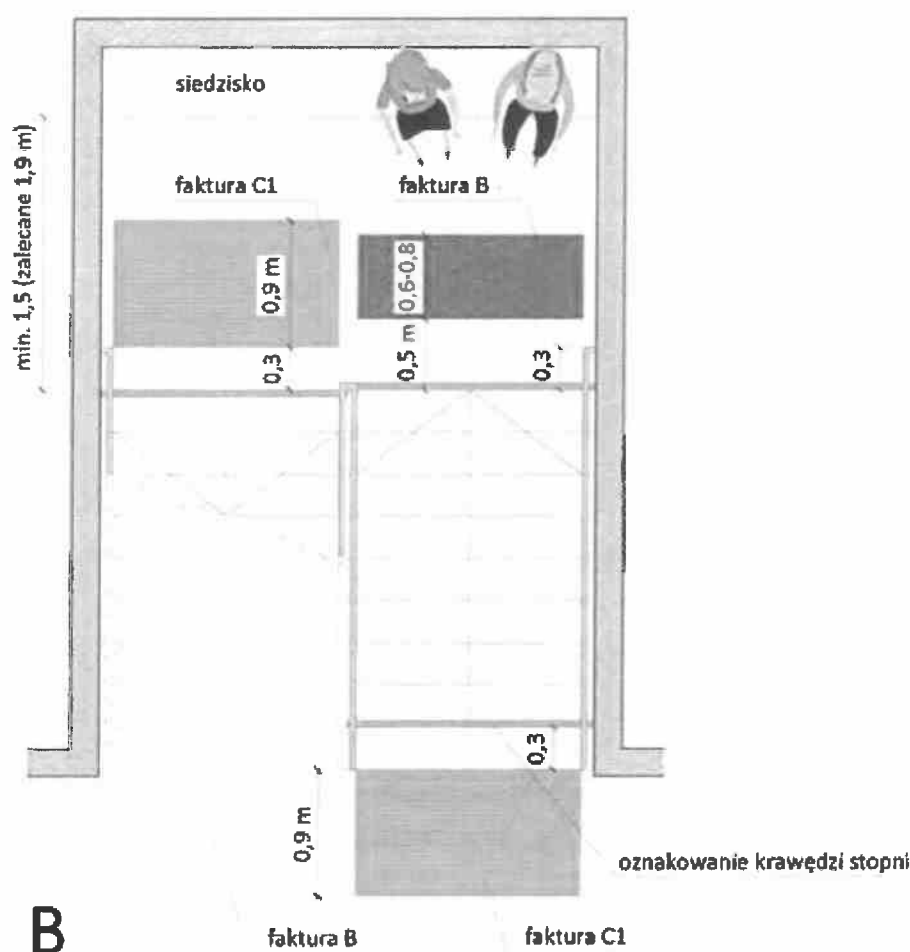 siedzisko
min. 1,5 (zalecane 1,9 m)
faktura C1
faktura B
0,9 m
0,6-0,8
0,3
0,5 m
0,3
0,3
0,9 m
oznakowanie krawędzi stopni
B
faktura B
faktura C1